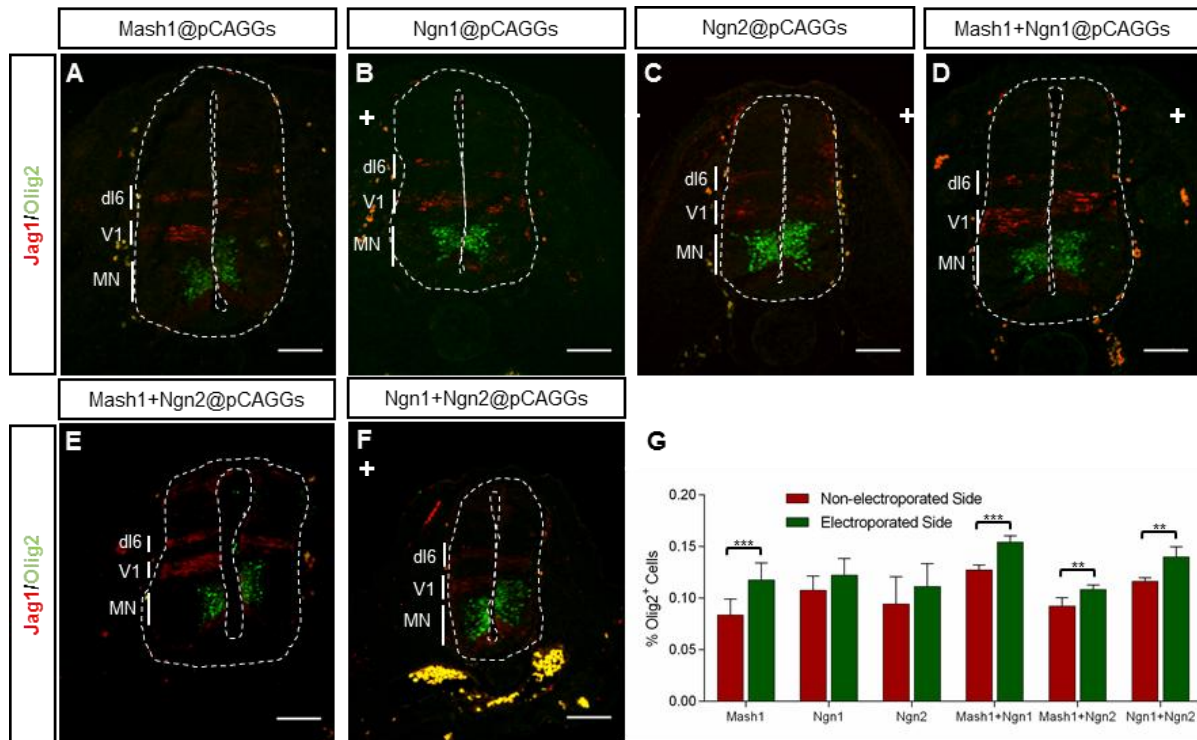 Mash1@pCAGGs
Ngn1@pCAGGs
Ngn2@pCAGGs
Mash1+Ngn1@pCAGGs
Jag1/Olig2
A
dI6
V1
MN
B
+
dI6
V1
MN
C
+
dI6
V1
MN
D
+
dI6
V1
MN
Mash1+Ngn2@pCAGGs
Ngn1+Ngn2@pCAGGs
Jag1/Olig2
E
dI6
V1
MN
F
+
dI6
V1
MN
G
% Olig2+ Cells
0.20
0.15
0.10
0.05
0.00
Non-electroporated Side
Electroporated Side
***
***
**
**
Mash1
Ngn1
Ngn2
Mash1+Ngn1
Mash1+Ngn2
Ngn1+Ngn2